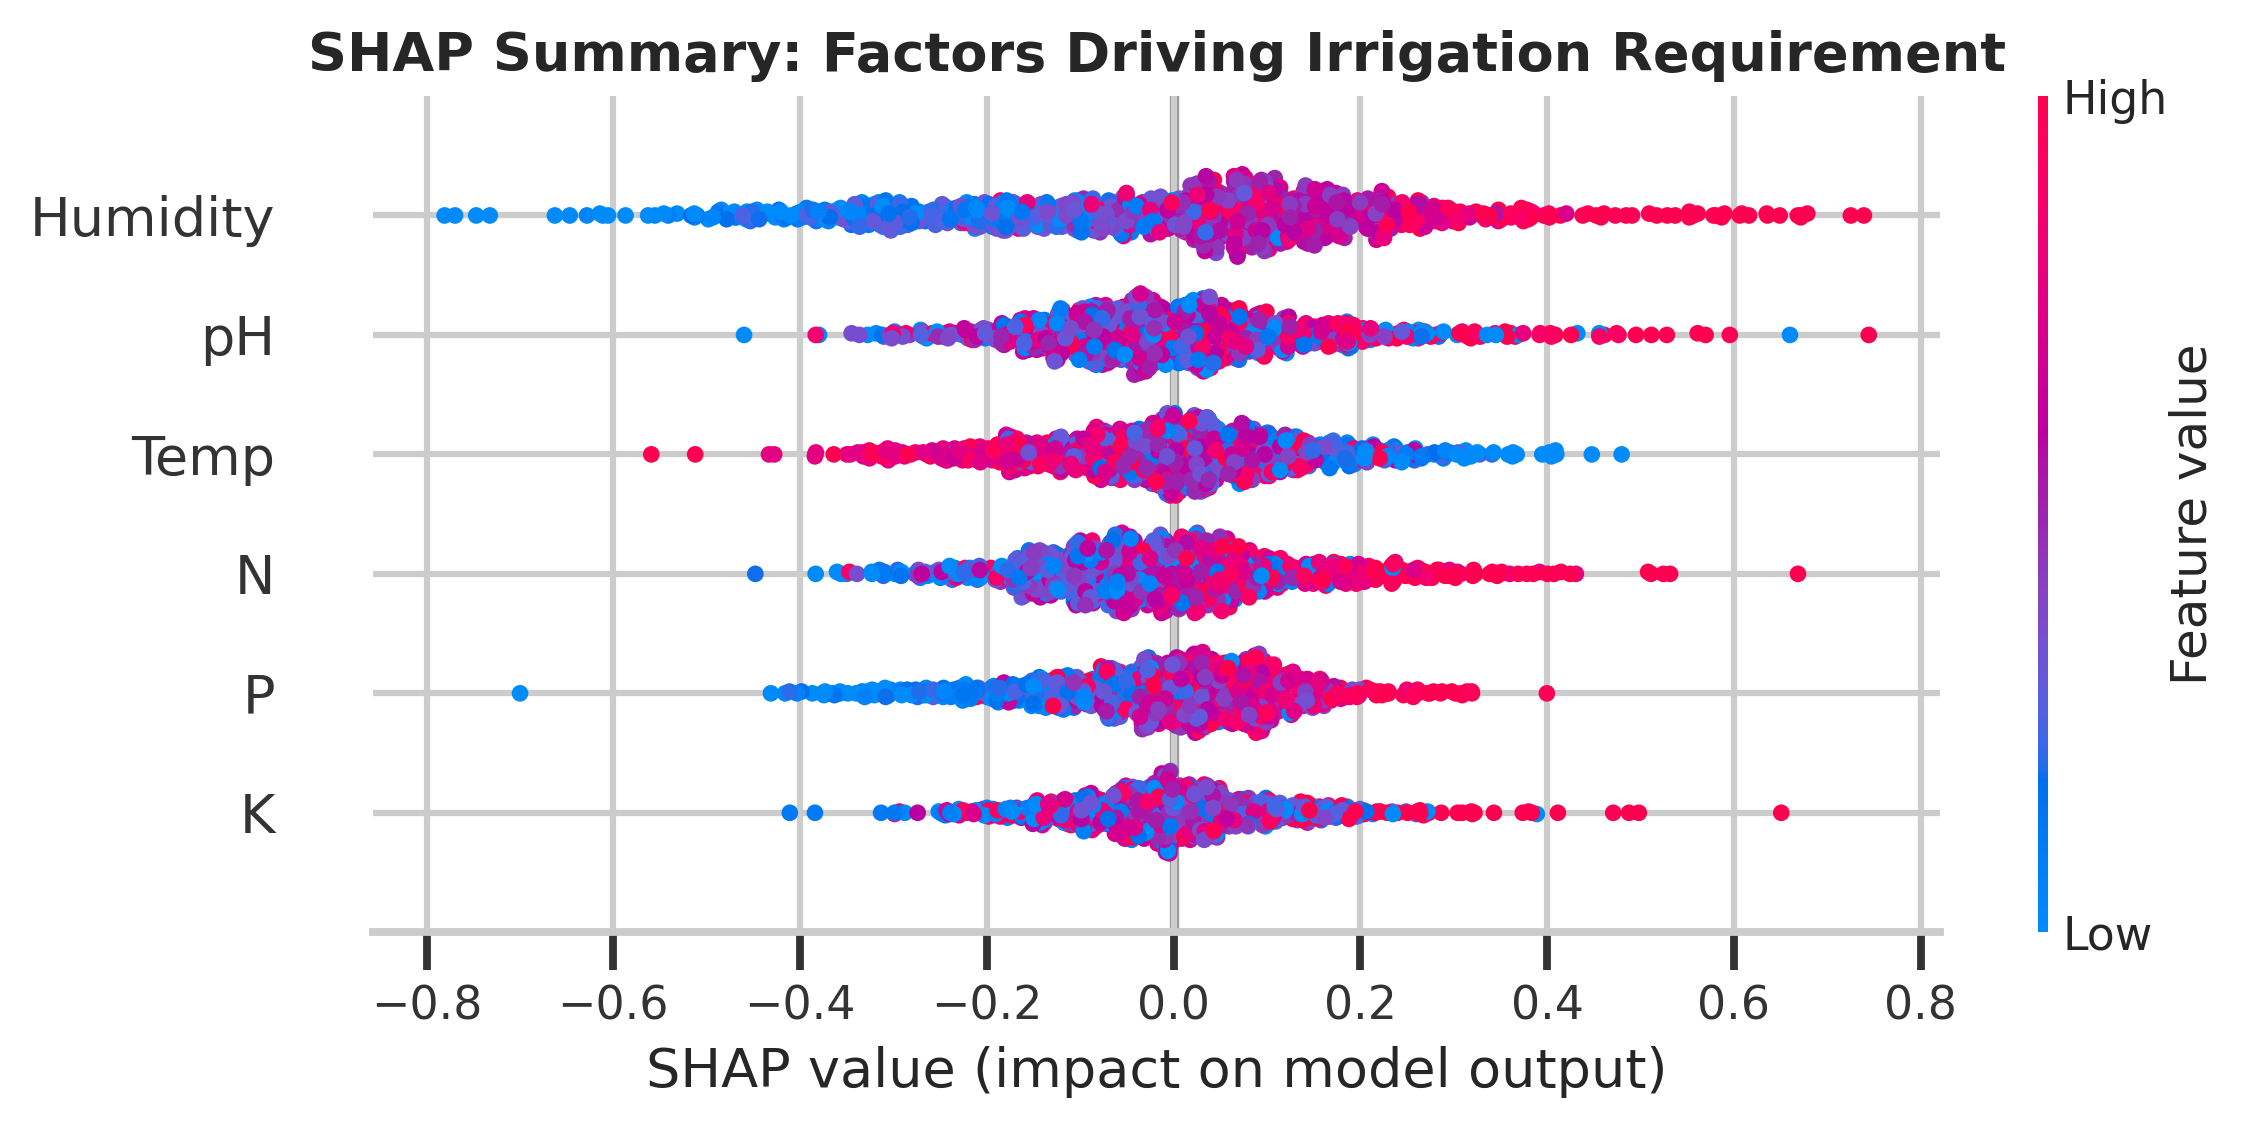 SHAP Summary: Factors Driving Irrigation Requirement
High
Humidity
pH
Temp
N
P
K
Feature value
Low
−0.8 −0.6 −0.4 −0.2 0.0 0.2 0.4 0.6 0.8
SHAP value (impact on model output)